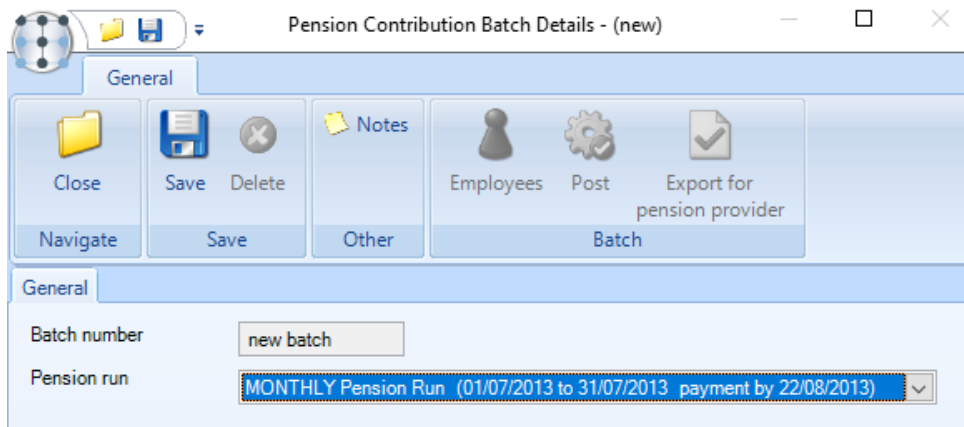 Pension Contribution Batch Details - (new)
General
Close
Save
Delete
Notes
Employees
Post
Export for
pension provider
Navigate
Save
Other
Batch
General
Batch number
new batch
Pension run
MONTHLY Pension Run (01/07/2013 to 31/07/2013 payment by 22/08/2013)